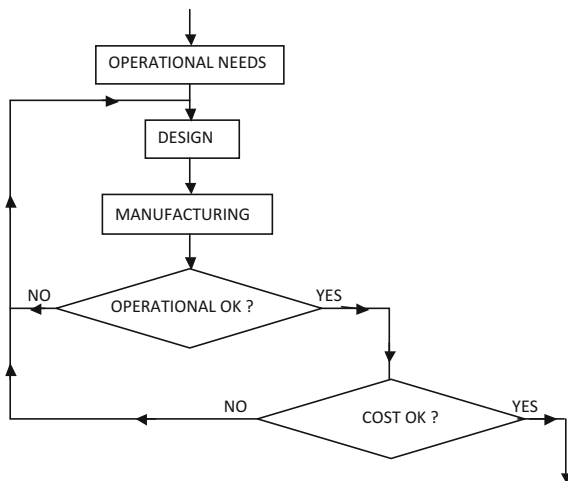 OPERATIONAL NEEDS
DESIGN
MANUFACTURING
NO
OPERATIONAL OK ?
YES
NO
COST OK ?
YES